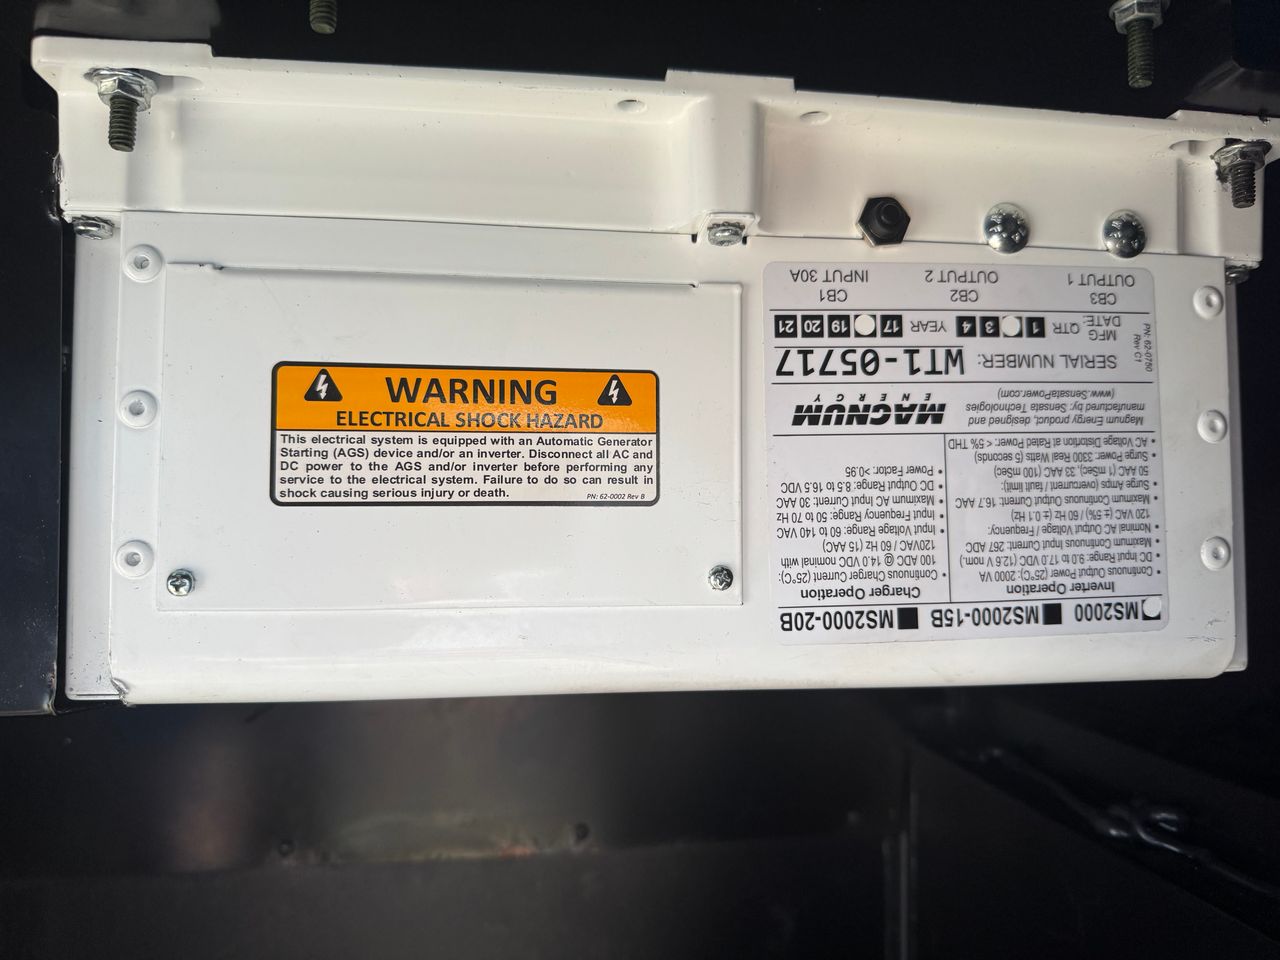 WARNING
ELECTRICAL SHOCK HAZARD
This electrical system is equipped with an Automatic Generator
Starting (AGS) device and/or an inverter. Disconnect all AC and
DC power to the AGS and/or inverter before performing any
service to the electrical system. Failure to do so can result in
shock causing serious injury or death.
PN: 62-0002 Rev B
MS2000 MS2000-15B MS2000-20B
Inverter Operation
• Continuous Output Power (25°C): 2000 VA
• DC Input Range: 9.0 to 17.0 VDC (12.6 V nom.)
• Maximum Continuous Input Current: 267 ADC
• Nominal AC Output Voltage / Frequency:
120 VAC (± 5%) / 60 Hz (± 0.1 Hz)
• Maximum Continuous Output Current: 16.7 AAC
• Surge Amps (overcurrent / fault limit):
50 AAC (1 mSec), 33 AAC (100 mSec)
• Surge Power: 3300 Real Watts (5 seconds)
• AC Voltage Distortion at Rated Power: < 5% THD
Charger Operation
• Continuous Charger Current (25°C):
100 ADC @ 14.0 VDC nominal with
120VAC / 60 Hz (15 AAC)
• Input Voltage Range: 60 to 140 VAC
• Input Frequency Range: 50 to 70 Hz
• Maximum AC Input Current: 30 AAC
• DC Output Range: 8.5 to 16.5 VDC
• Power Factor: >0.95
Magnum Energy product, designed and
manufactured by: Sensata Technologies
(www.SensataPower.com)
MAGNUM
ENERGY
SERIAL NUMBER: WT1-05717
MFG
DATE: QTR 1 3 4 YEAR 17 19 20 21
PN: 62-0750
Rev C1
CB3 CB2 CB1
OUTPUT 1 OUTPUT 2 INPUT 30A